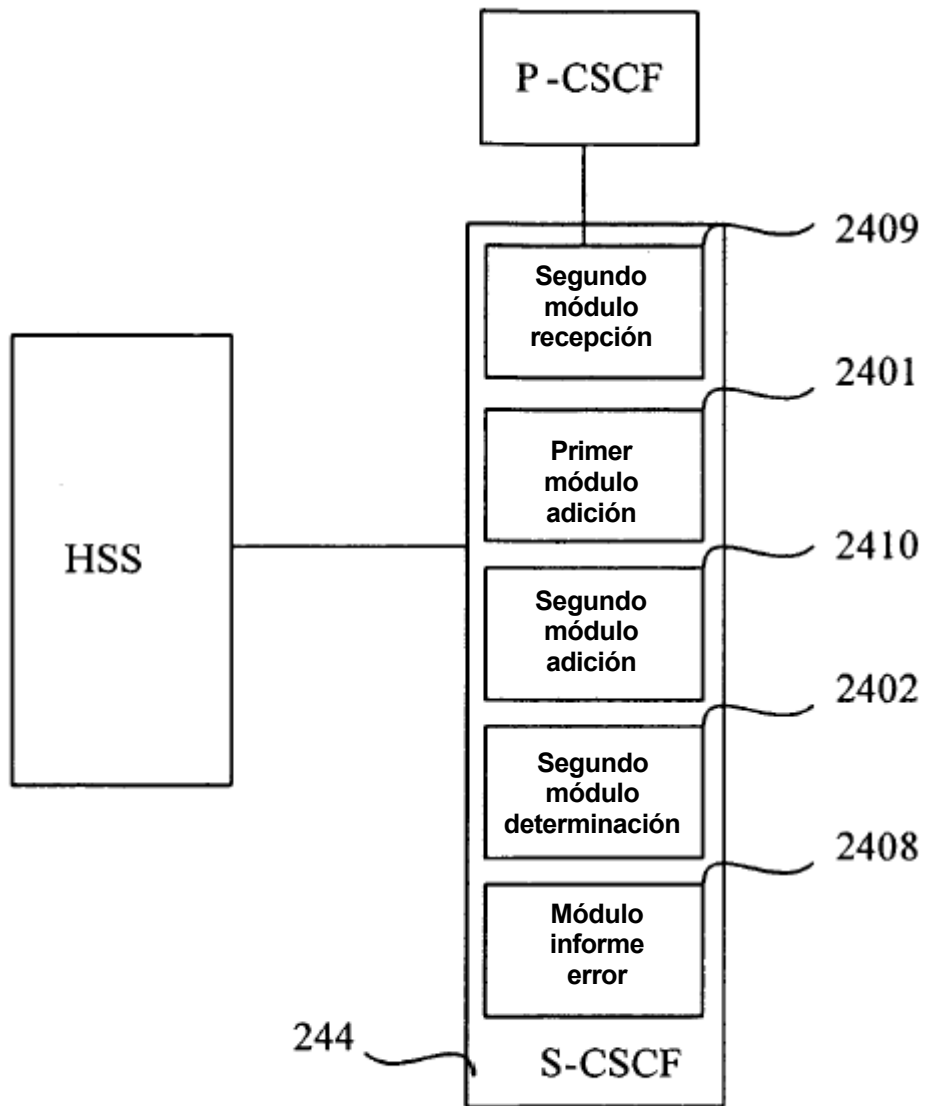 P-CSCF
2409
Segundo
módulo
recepción
2401
Primer
módulo
adición
HSS
2410
Segundo
módulo
adición
2402
Segundo
módulo
determinación
2408
Módulo
informe
error
244
S-CSCF